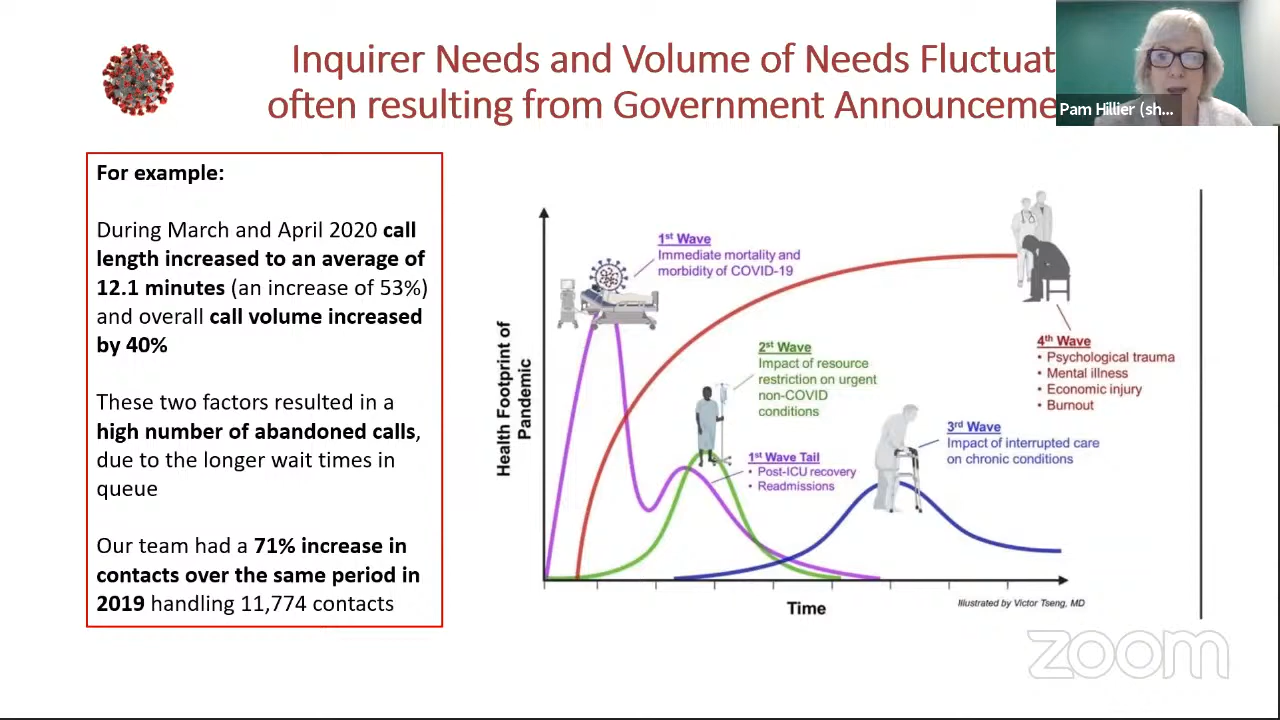 Inquirer Needs and Volume of Needs Fluctuat
often resulting from Government Announceme
Pam Hillier (sh...
For example:
During March and April 2020 call
length increased to an average of
12.1 minutes (an increase of 53%)
and overall call volume increased
by 40%
These two factors resulted in a
high number of abandoned calls,
due to the longer wait times in
queue
Our team had a 71% increase in
contacts over the same period in
2019 handling 11,774 contacts
Health Footprint of
Pandemic
1st Wave
Immediate mortality and
morbidity of COVID-19
2st Wave
Impact of resource
restriction on urgent
non-COVID
conditions
1st Wave Tail
• Post-ICU recovery
• Readmissions
3rd Wave
Impact of interrupted care
on chronic conditions
4th Wave
• Psychological trauma
• Mental illness
• Economic injury
• Burnout
Time
Illustrated by Victor Tseng, MD
zoom